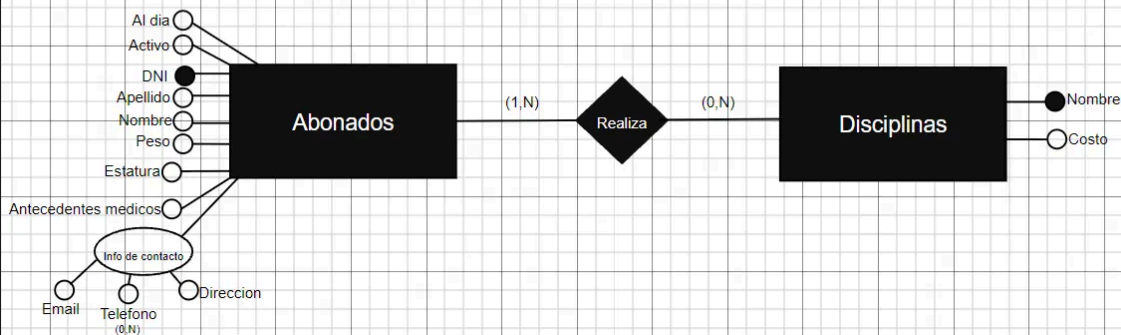 Al dia
Activo
DNI
Apellido
Nombre
Peso
Estatura
Antecedentes medicos
Info de contacto
Email
Telefono
(0,N)
Direccion
Abonados
(1,N)
Realiza
(0,N)
Disciplinas
Nombre
Costo